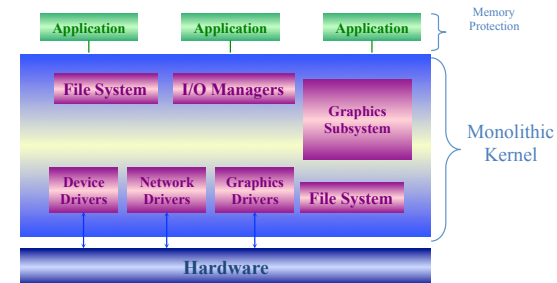 Application
Application
Application
Memory
Protection
File System
I/O Managers
Graphics
Subsystem
Monolithic
Kernel
Device
Drivers
Network
Drivers
Graphics
Drivers
File System
Hardware